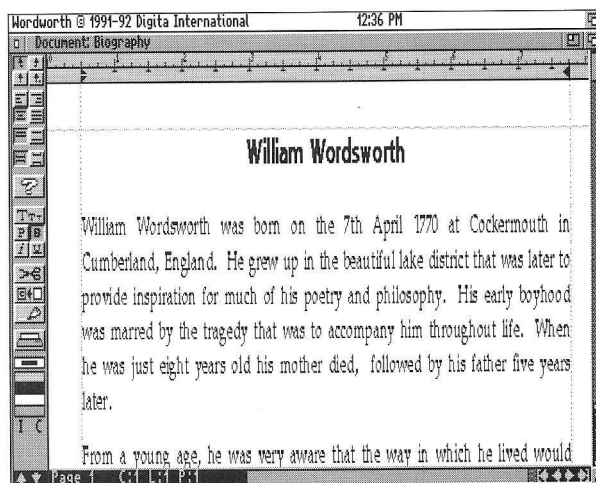 Wordworth © 1991-92 Digita International 12:36 PM
Document: Biography
William Wordsworth
William Wordsworth was born on the 7th April 1770 at Cockermouth in
Cumberland, England. He grew up in the beautiful lake district that was later to
provide inspiration for much of his poetry and philosophy. His early boyhood
was marred by the tragedy that was to accompany him throughout life. When
he was just eight years old his mother died, followed by his father five years
later.
From a young age, he was very aware that the way in which he lived would
I C
Page 1 C:1 L:1 P:1